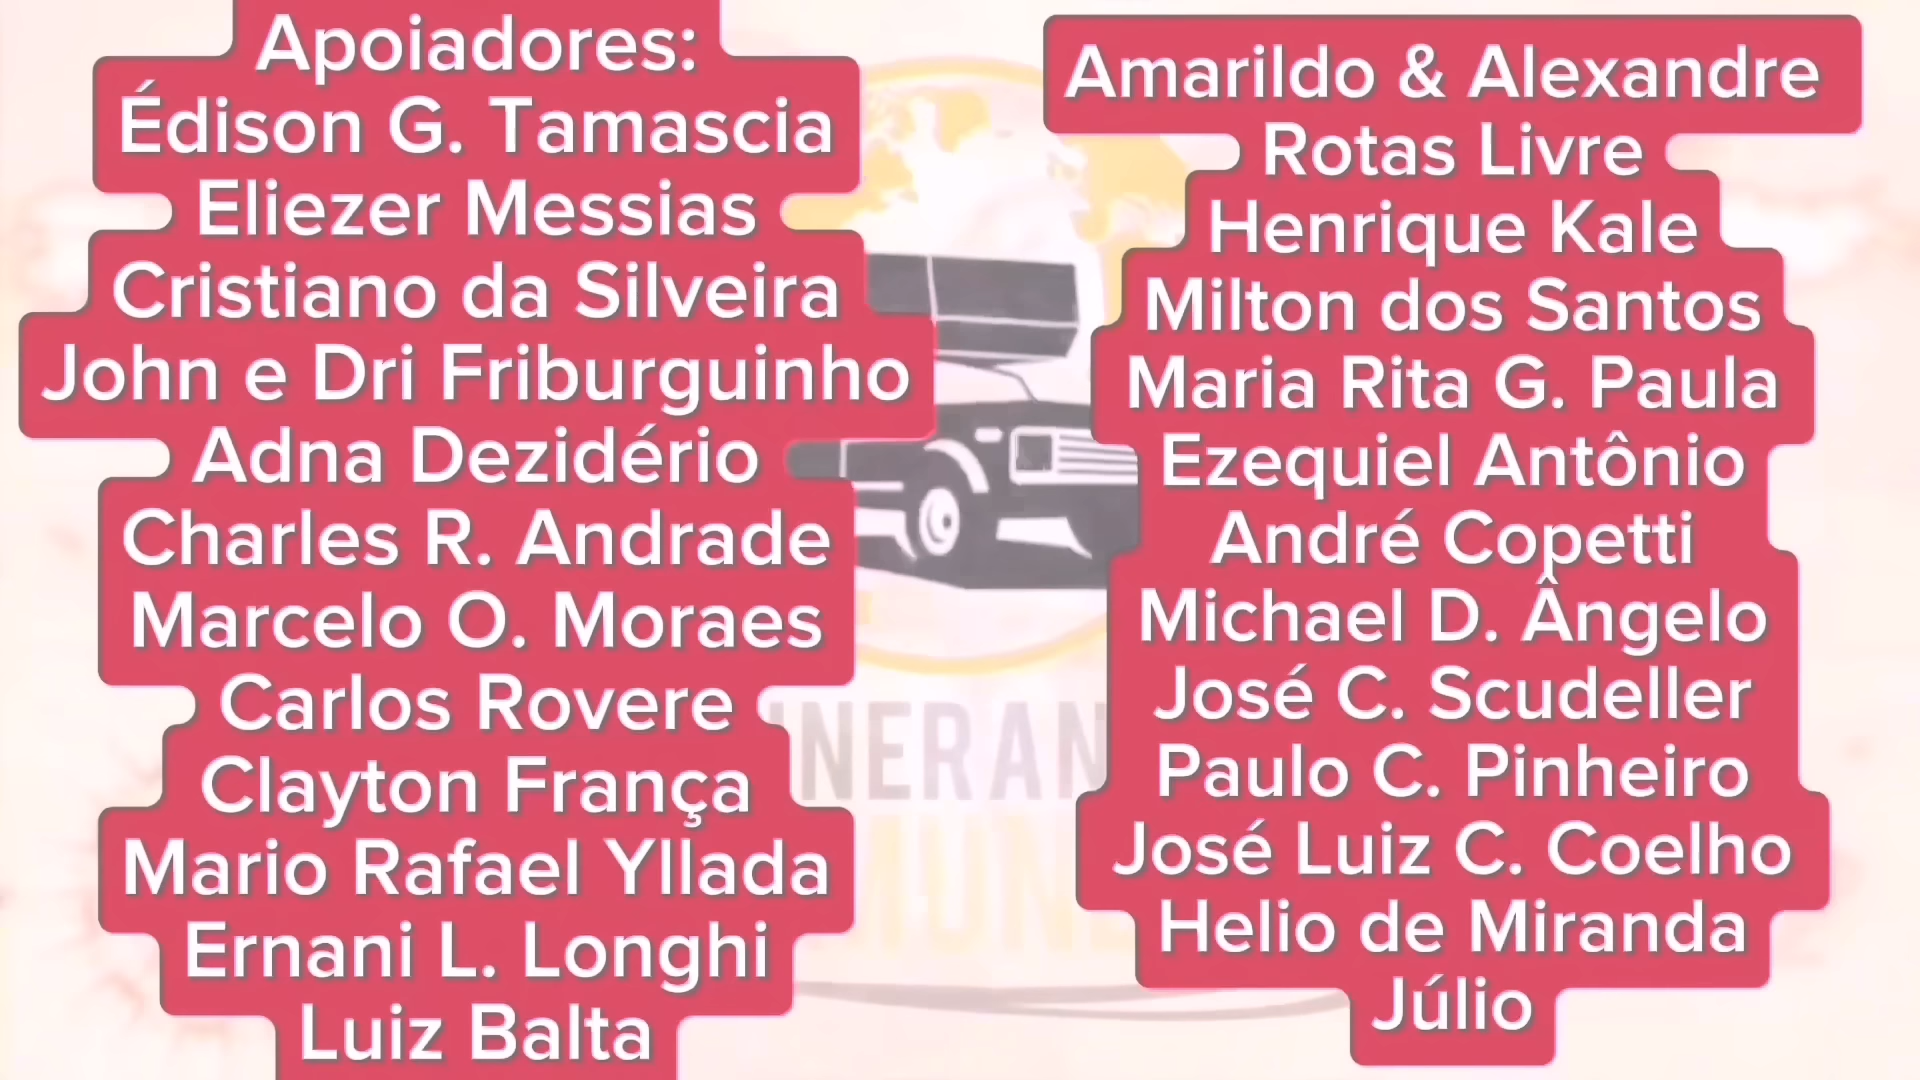 Apoiadores:
Édison G. Tamascia
Eliezer Messias
Cristiano da Silveira
John e Dri Friburguinho
Adna Dezidério
Charles R. Andrade
Marcelo O. Moraes
Carlos Rovere
Clayton França
Mario Rafael Yllada
Ernani L. Longhi
Luiz Balta
Amarildo & Alexandre
Rotas Livre
Henrique Kale
Milton dos Santos
Maria Rita G. Paula
Ezequiel Antônio
André Copetti
Michael D. Ângelo
José C. Scudeller
Paulo C. Pinheiro
José Luiz C. Coelho
Helio de Miranda
Júlio